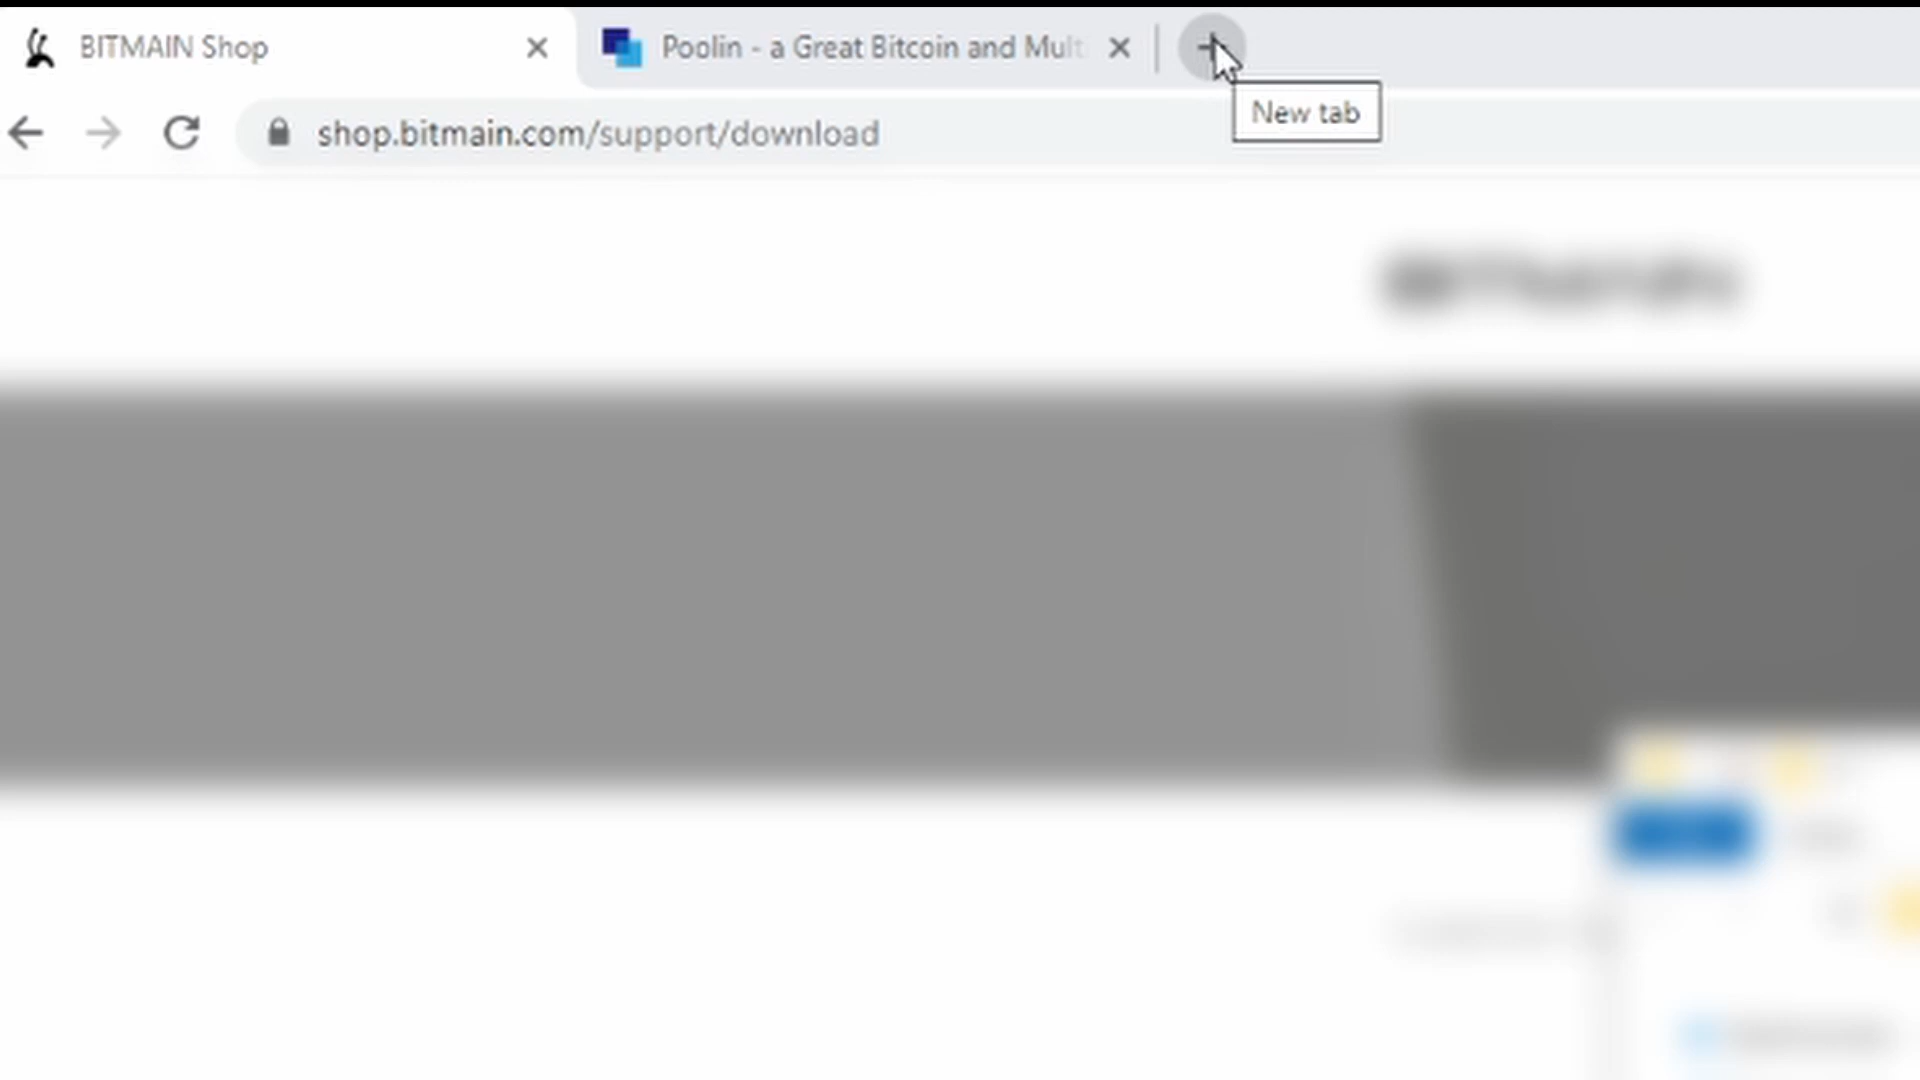 BITMAIN Shop
Poolin - a Great Bitcoin and Mult
New tab
shop.bitmain.com/support/download